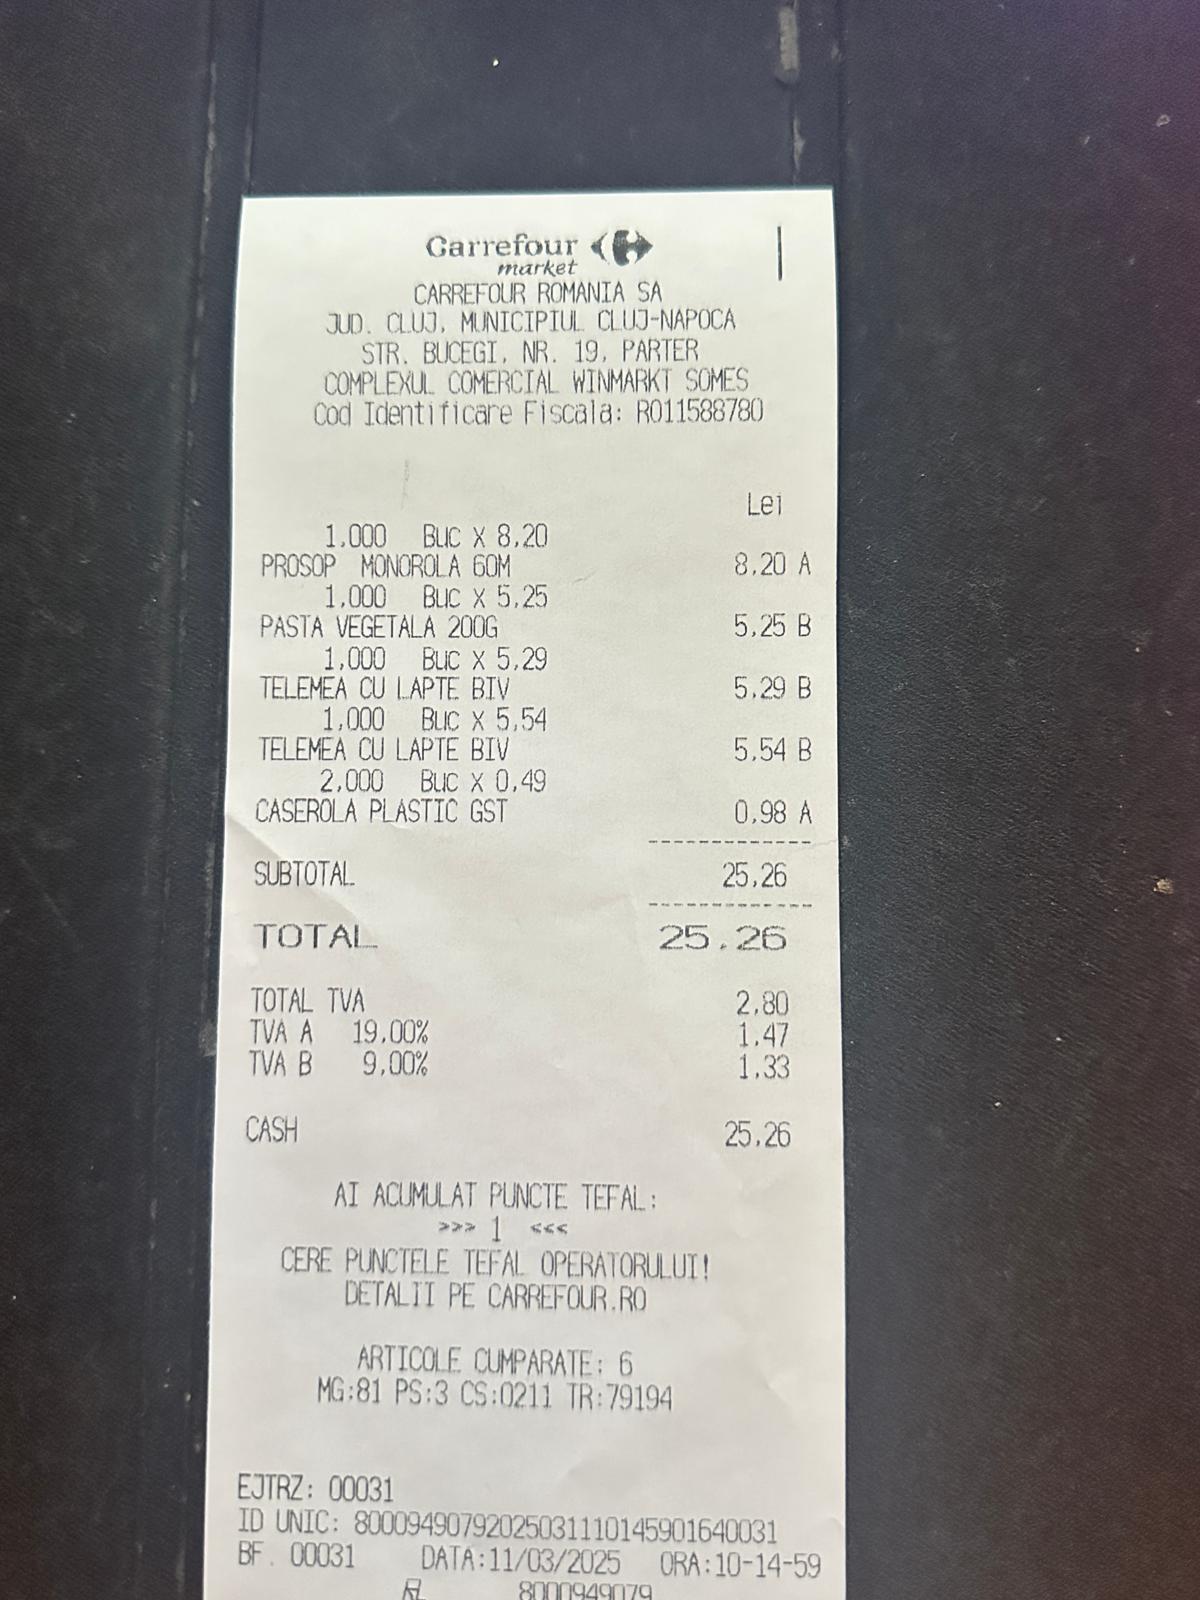 Carrefour
market
CARREFOUR ROMANIA SA
JUD. CLUJ, MUNICIPIUL CLUJ-NAPOCA
STR. BUCEGI, NR. 19, PARTER
COMPLEXUL COMERCIAL WINMARKT SOMES
Cod Identificare Fiscala: RO11588780
Lei
1,000 Buc X 8,20
PROSOP MONOROLA 60M 8,20 A
1,000 Buc X 5,25
PASTA VEGETALA 200G 5,25 B
1,000 Buc X 5,29
TELEMEA CU LAPTE BIV 5,29 B
1,000 Buc X 5,54
TELEMEA CU LAPTE BIV 5,54 B
2,000 Buc X 0,49
CASEROLA PLASTIC GST 0,98 A
SUBTOTAL 25,26
TOTAL 25.26
TOTAL TVA 2,80
TVA A 19,00% 1,47
TVA B 9,00% 1,33
CASH 25,26
AI ACUMULAT PUNCTE TEFAL:
>>> 1 <<<
CERE PUNCTELE TEFAL OPERATORULUI!
DETALII PE CARREFOUR.RO
ARTICOLE CUMPARATE: 6
MG:81 PS:3 CS:0211 TR:79194
EJTRZ: 00031
ID UNIC: 8000949079202503111014590164​0031
BF. 00031 DATA:11/03/2025 ORA:10-14-59
8000949079